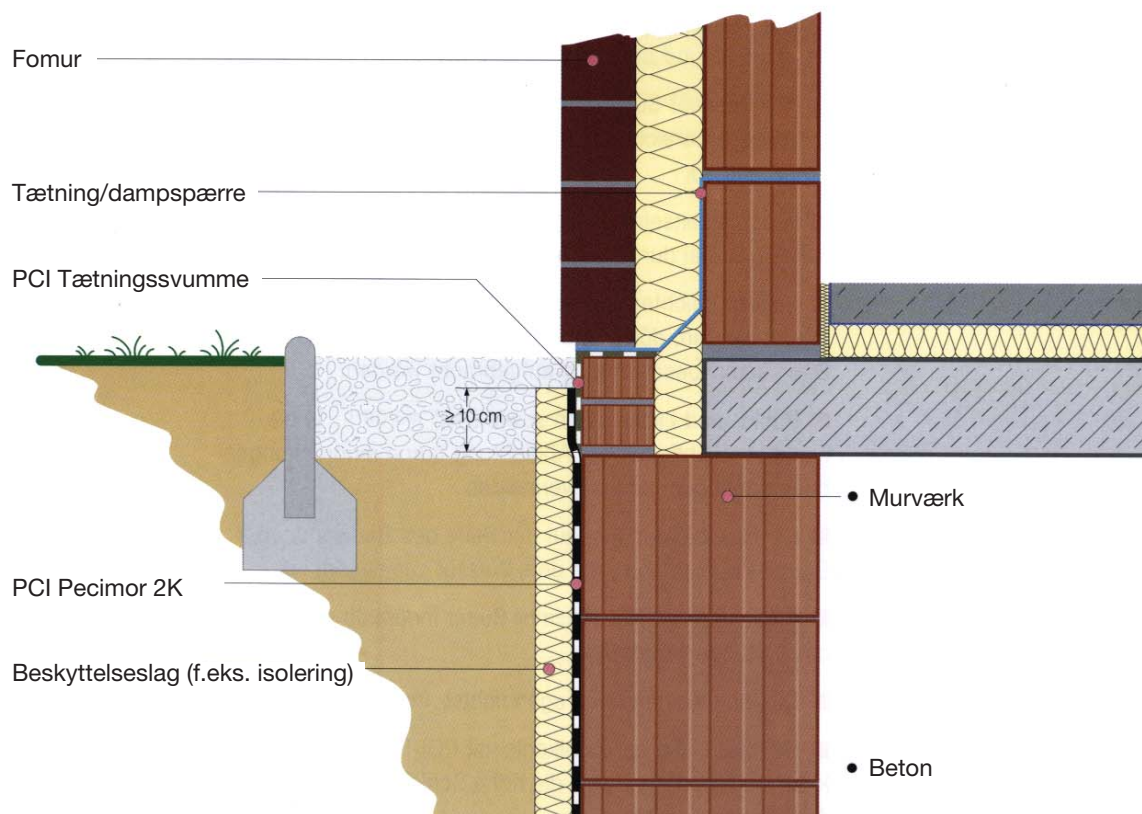 Fomur
Tætning/dampspærre
PCI Tætningssvumme
≥ 10 cm
• Murværk
PCI Pecimor 2K
Beskyttelseslag (f.eks. isolering)
• Beton